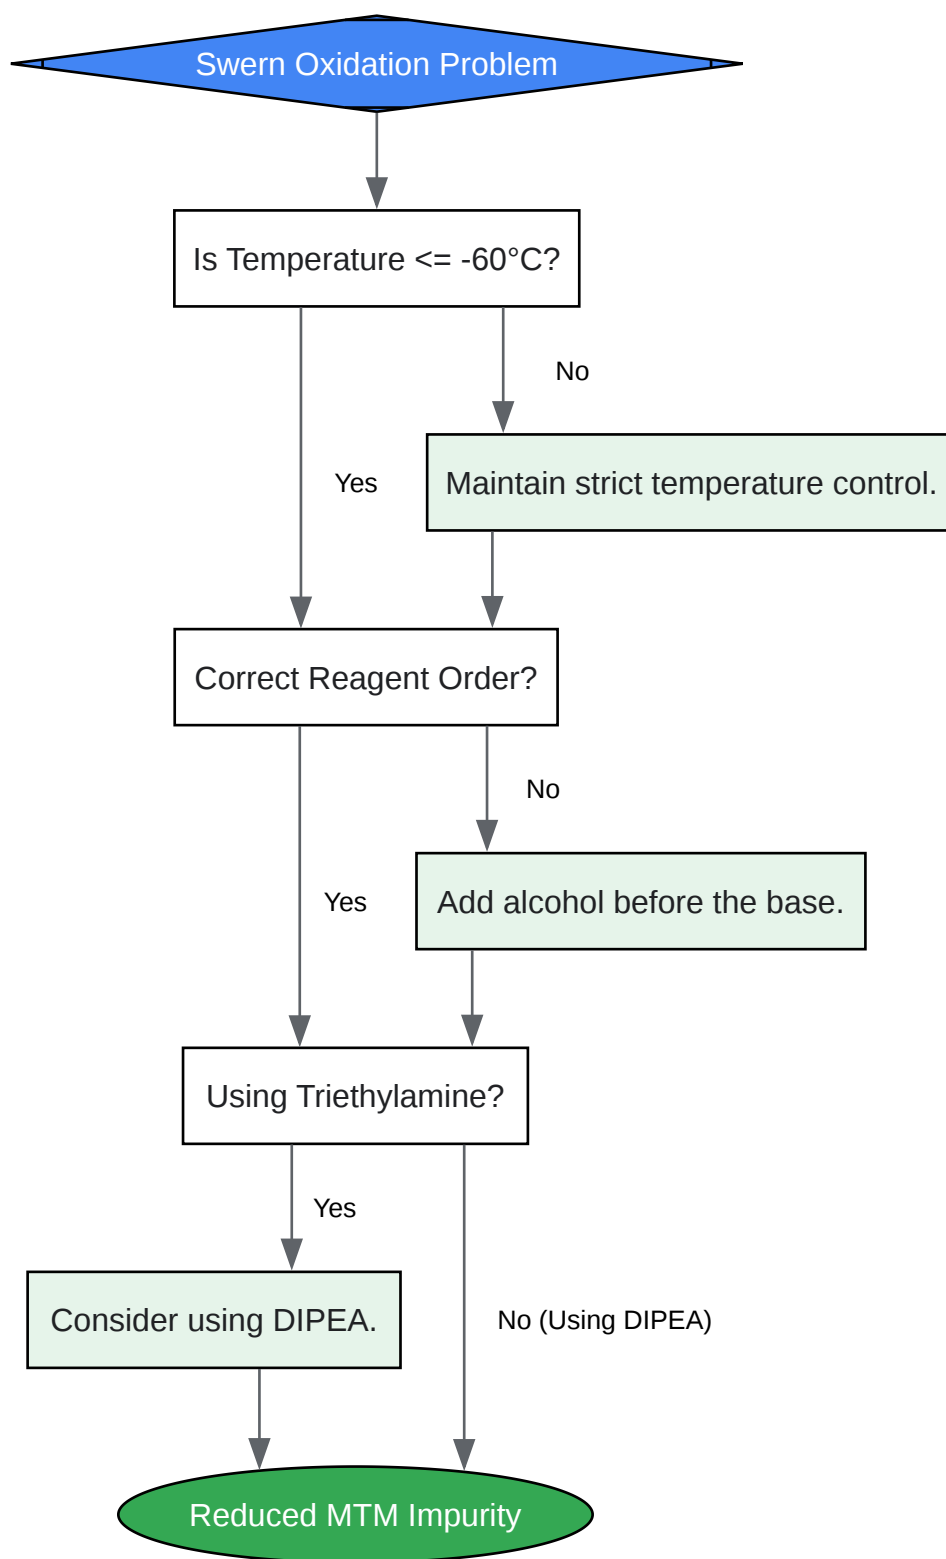 Swern Oxidation Problem
Is Temperature <= -60°C?
No
Yes
Maintain strict temperature control.
Correct Reagent Order?
No
Yes
Add alcohol before the base.
Using Triethylamine?
Yes
Consider using DIPEA.
No (Using DIPEA)
Reduced MTM Impurity